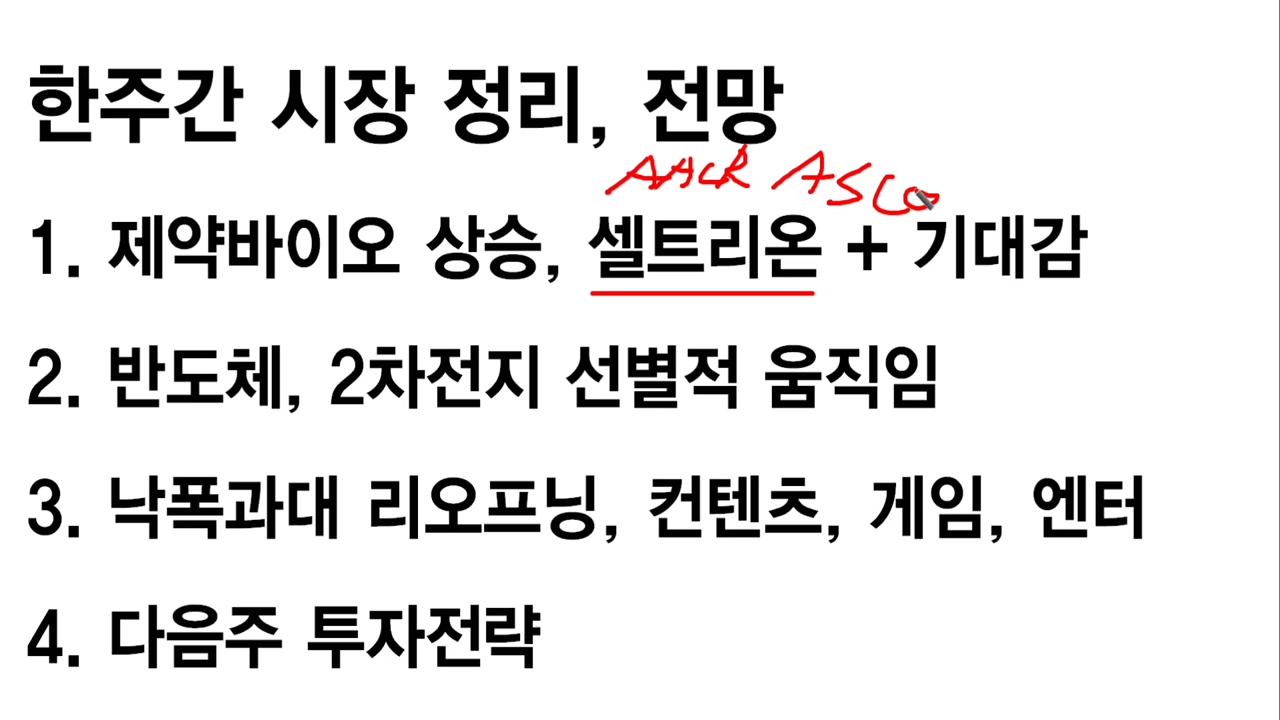 한주간 시장 정리, 전망
AACR ASCO
1. 제약바이오 상승, 셀트리온 + 기대감
2. 반도체, 2차전지 선별적 움직임
3. 낙폭과대 리오프닝, 컨텐츠, 게임, 엔터
4. 다음주 투자전략